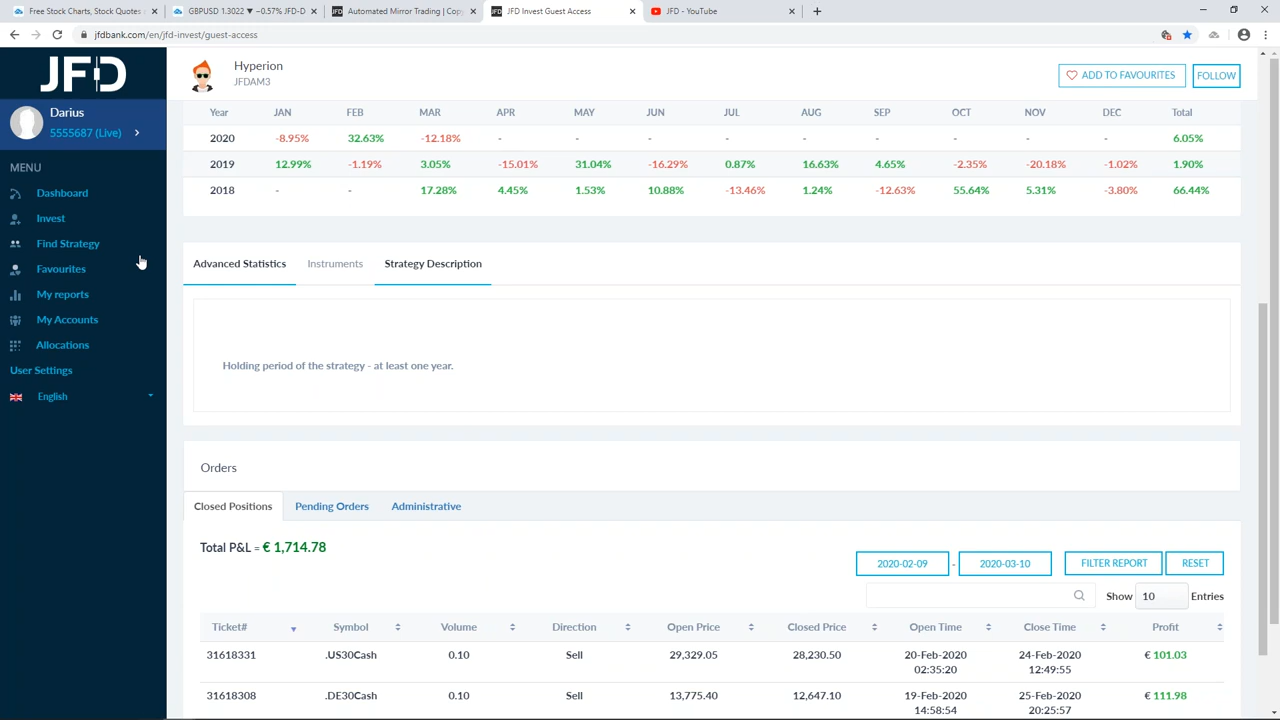 Free Stock Charts, Stock Quotes
GBPUSD 1.3022 ▼ −0.57% JFD-D
Automated Mirror Trading | Cop
JFD Invest Guest Access
JFD - YouTube
jfdbank.com/en/jfd-invest/guest-access
JFD
Darius
5555687 (Live)
MENU
Dashboard
Invest
Find Strategy
Favourites
My reports
My Accounts
Allocations
User Settings
English
Hyperion
JFDAM3
ADD TO FAVOURITES
FOLLOW
Year JAN FEB MAR APR MAY JUN JUL AUG SEP OCT NOV DEC Total
2020 -8.95% 32.63% -12.18% - - - - - - - - - 6.05%
2019 12.99% -1.19% 3.05% -15.01% 31.04% -16.29% 0.87% 16.63% 4.65% -2.35% -20.18% -1.02% 1.90%
2018 - - 17.28% 4.45% 1.53% 10.88% -13.46% 1.24% -12.63% 55.64% 5.31% -3.80% 66.44%
Advanced Statistics Instruments Strategy Description
Holding period of the strategy - at least one year.
Orders
Closed Positions Pending Orders Administrative
Total P&L = € 1,714.78
2020-02-09 - 2020-03-10 FILTER REPORT RESET
Show 10 Entries
Ticket# Symbol Volume Direction Open Price Closed Price Open Time Close Time Profit
31618331 .US30Cash 0.10 Sell 29,329.05 28,230.50 20-Feb-2020 24-Feb-2020 € 101.03
02:35:20 12:49:55
31618308 .DE30Cash 0.10 Sell 13,775.40 12,647.10 19-Feb-2020 25-Feb-2020 € 111.98
14:58:54 20:25:57